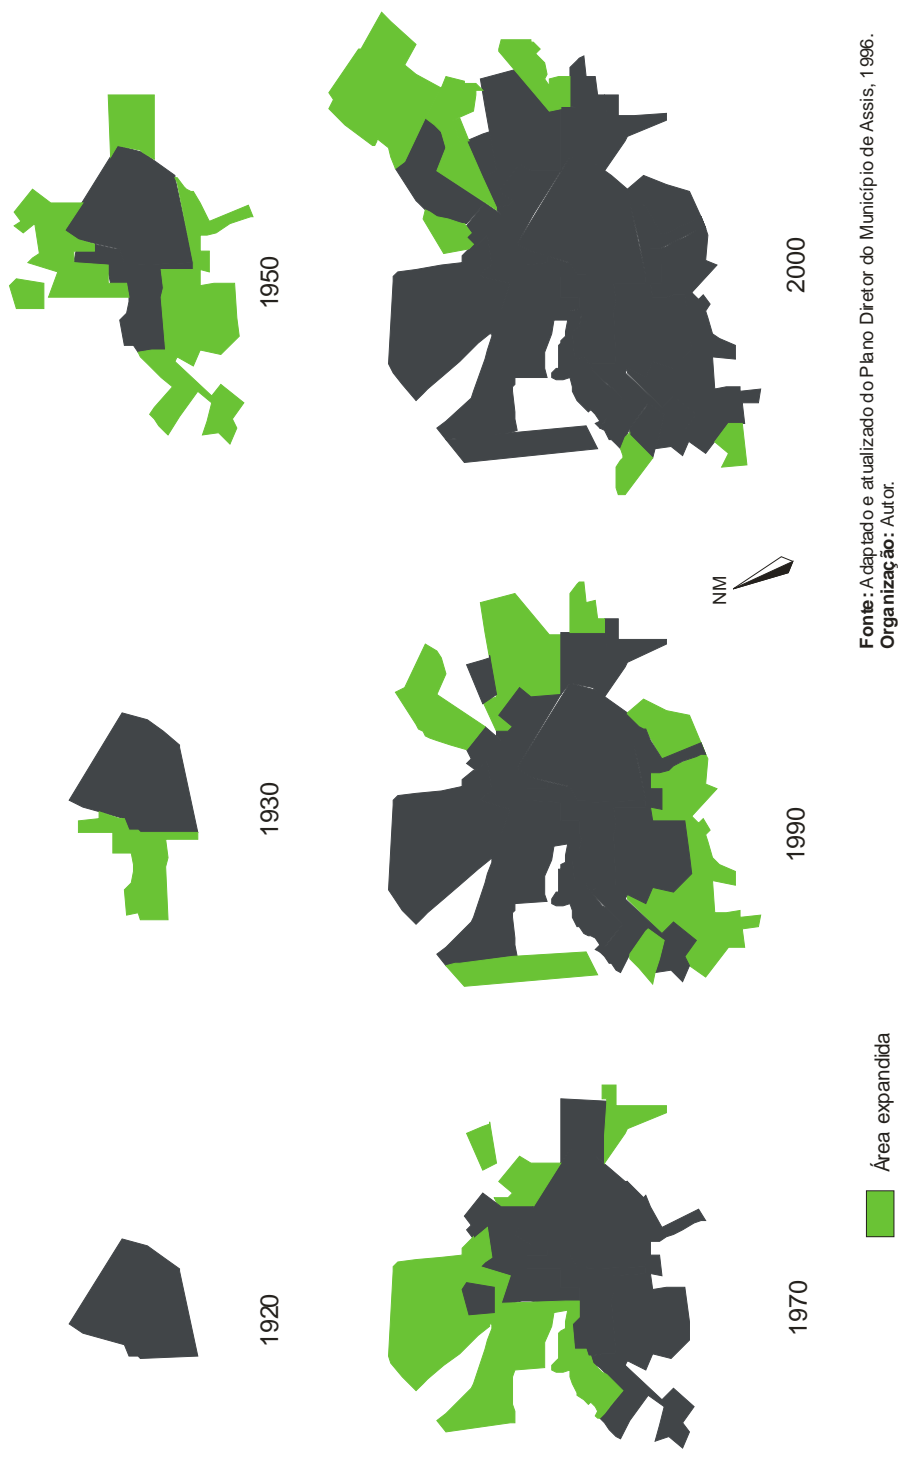 1920
1930
1950
1970
1990
2000
NM
Área expandida
Fonte: Adaptado e atualizado do Plano Diretor do Município de Assis, 1996.
Organização: Autor.